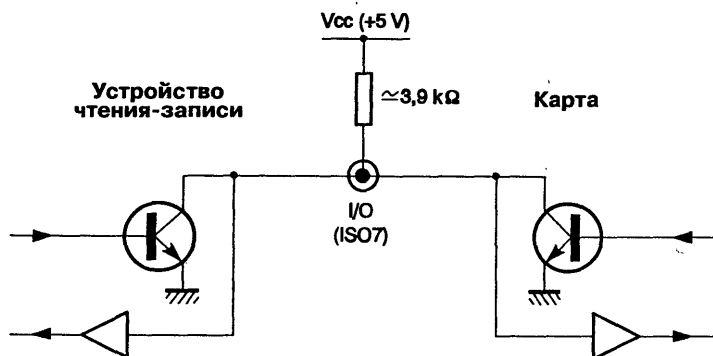 Vcc (+5 V)
Устройство
чтения-записи
≃3,9 kΩ
Карта
I/O
(ISO7)